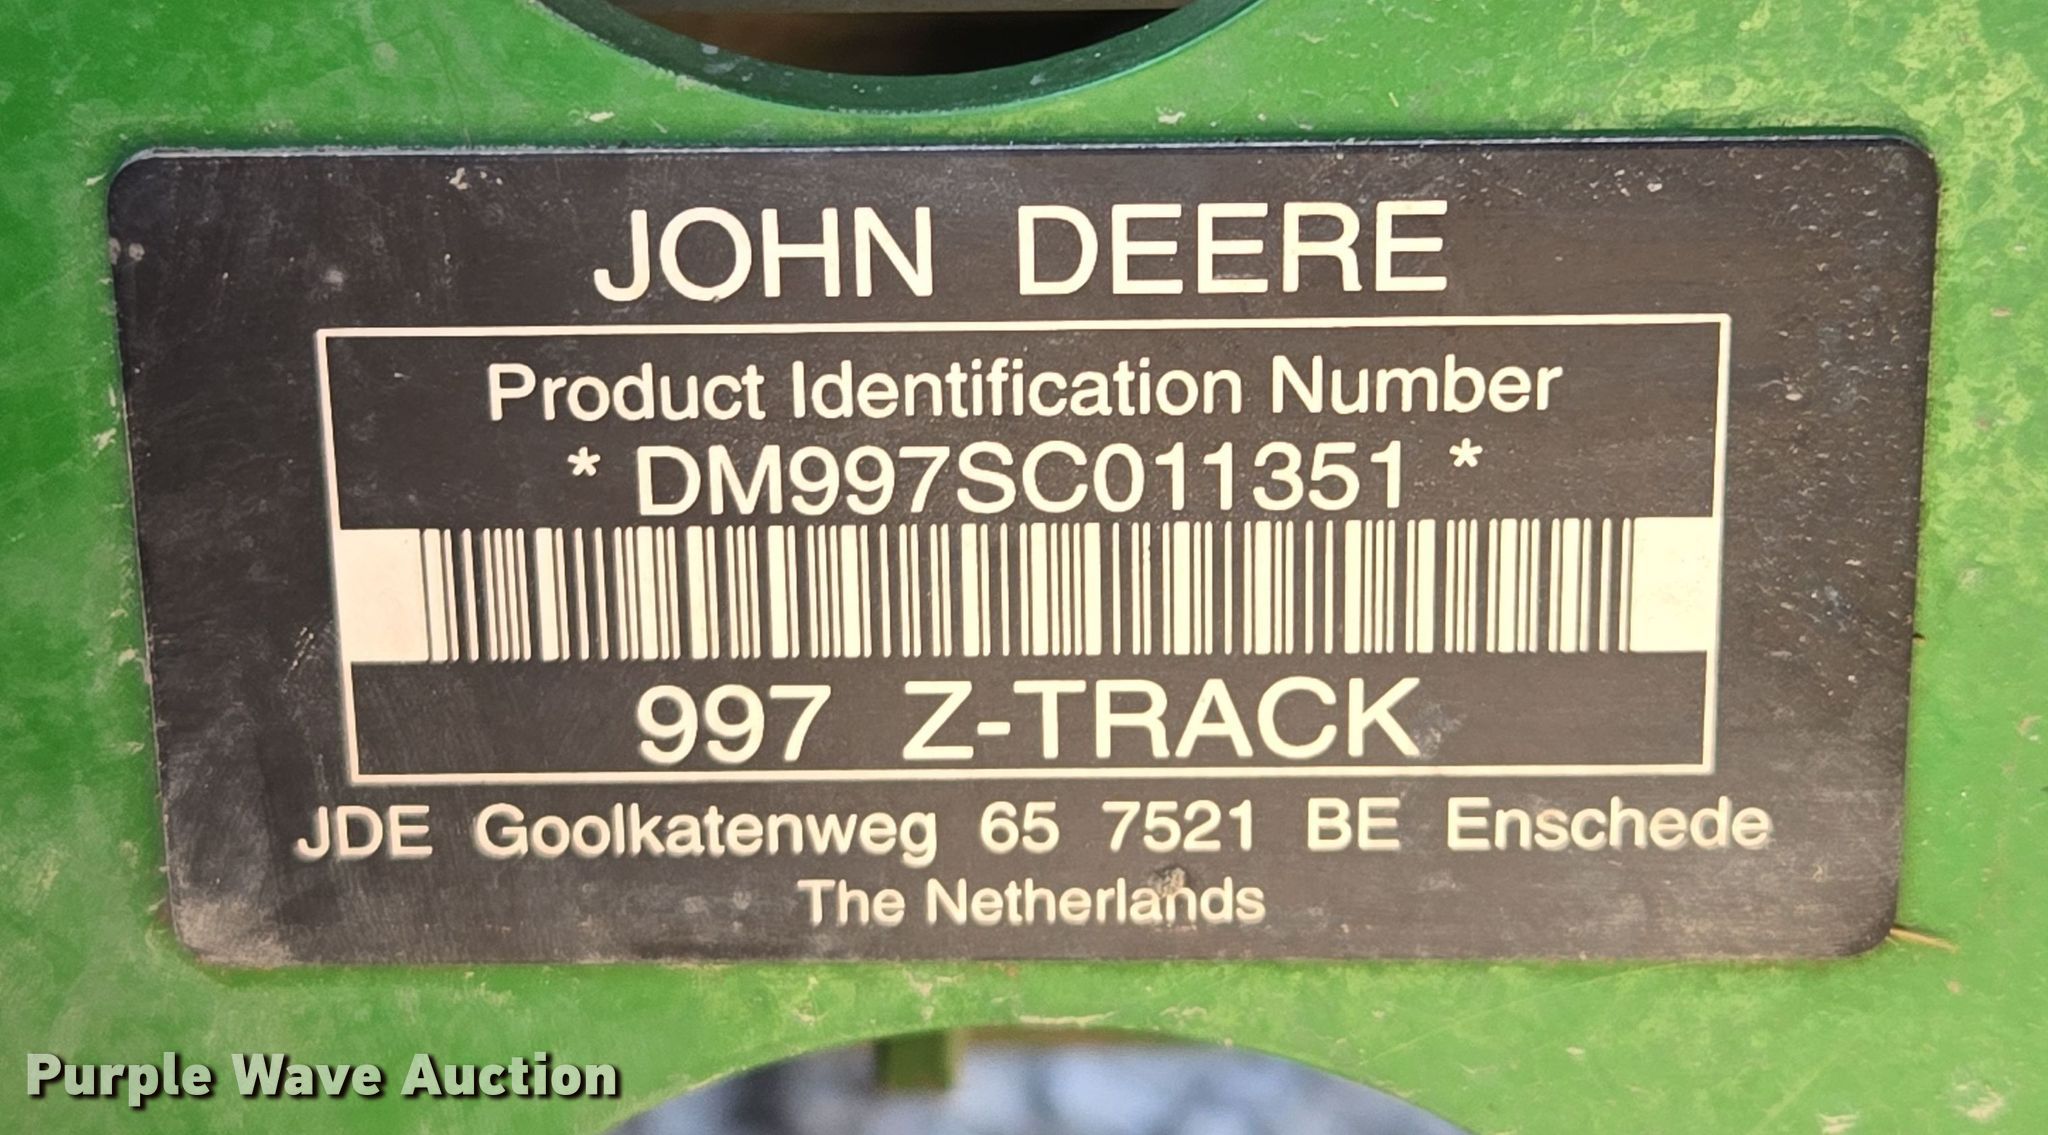 JOHN DEERE
Product Identification Number
* DM997SC011351 *
997 Z-TRACK
JDE Goolkatenweg 65 7521 BE Enschede
The Netherlands
Purple Wave Auction